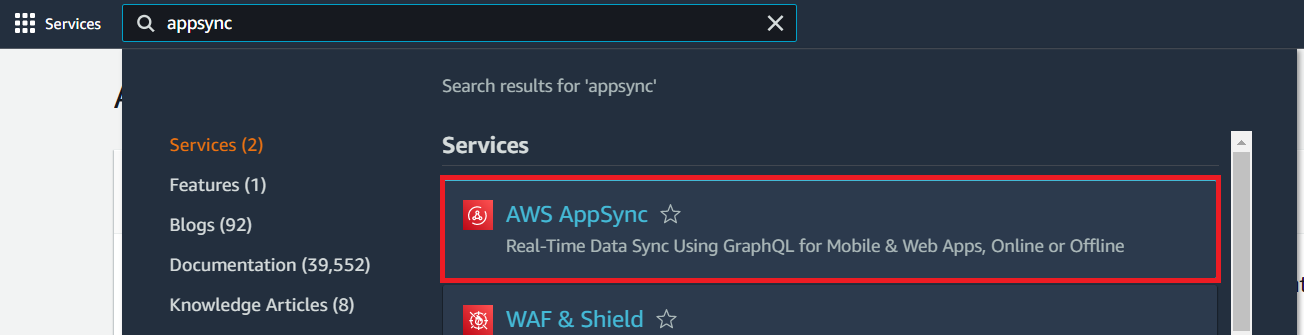 Services
appsync
Search results for 'appsync'
Services (2)
Features (1)
Blogs (92)
Documentation (39,552)
Knowledge Articles (8)
Services
AWS AppSync
Real-Time Data Sync Using GraphQL for Mobile & Web Apps, Online or Offline
WAF & Shield